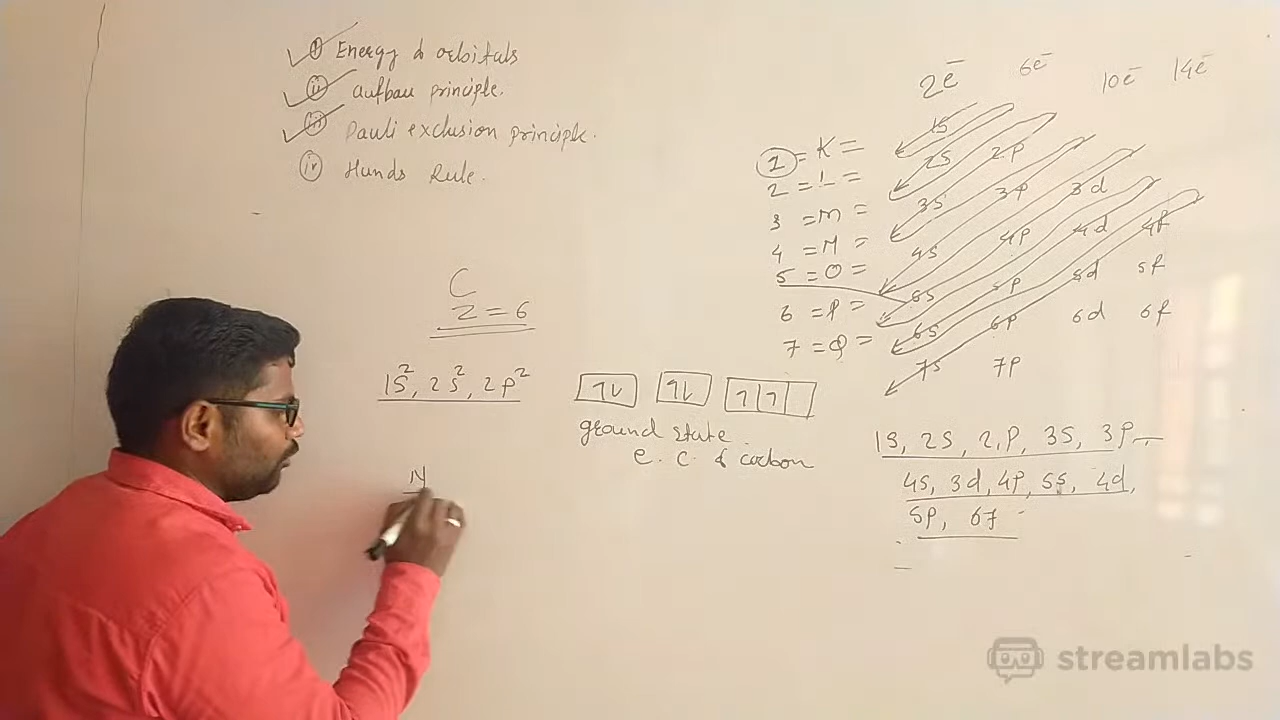 i) Energy & orbitals
ii) Aufbau principle.
iii) Pauli exclusion principle.
iv) Hunds Rule.
C
Z = 6
1S², 2S², 2P²
↿⇂ ↿⇂ ↿ ↿
ground state
e. c. of carbon
N
2e⁻ 6e⁻ 10e⁻ 14e⁻
1 = K = 1S
2 = L = 2S 2P
3 = M = 3S 3P 3d
4 = N = 4S 4P 4d 4f
5 = O = 5S 5P 5d 5f
6 = P = 6S 6P 6d 6f
7 = Q = 7S 7P
1S, 2S, 2P, 3S, 3P
4S, 3d, 4P, 5S, 4d,
5P, 6f
streamlabs